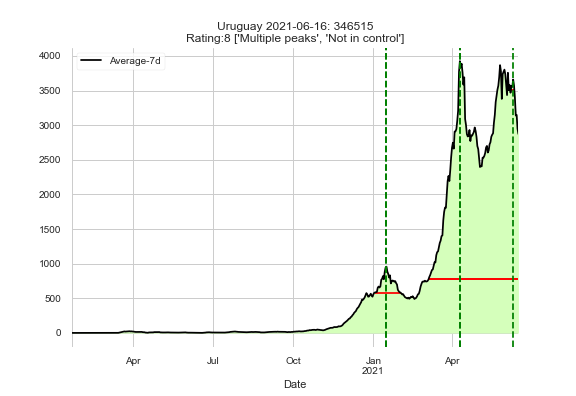 Uruguay 2021-06-16: 346515
Rating:8 ['Multiple peaks', 'Not in control']
Average-7d
4000
3500
3000
2500
2000
1500
1000
500
0
Apr
Jul
Oct
Jan
2021
Apr
Date